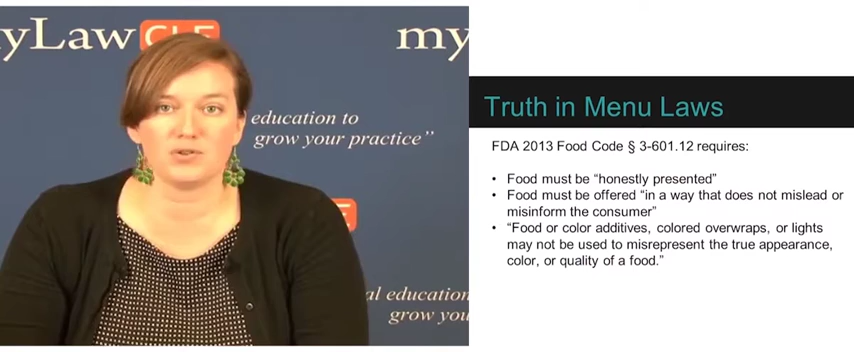 yLaw CLE
my
education to
grow your practice”
al education
grow you
Truth in Menu Laws
FDA 2013 Food Code § 3-601.12 requires:
• Food must be “honestly presented”
• Food must be offered “in a way that does not mislead or
misinform the consumer”
• “Food or color additives, colored overwraps, or lights
may not be used to misrepresent the true appearance,
color, or quality of a food.”